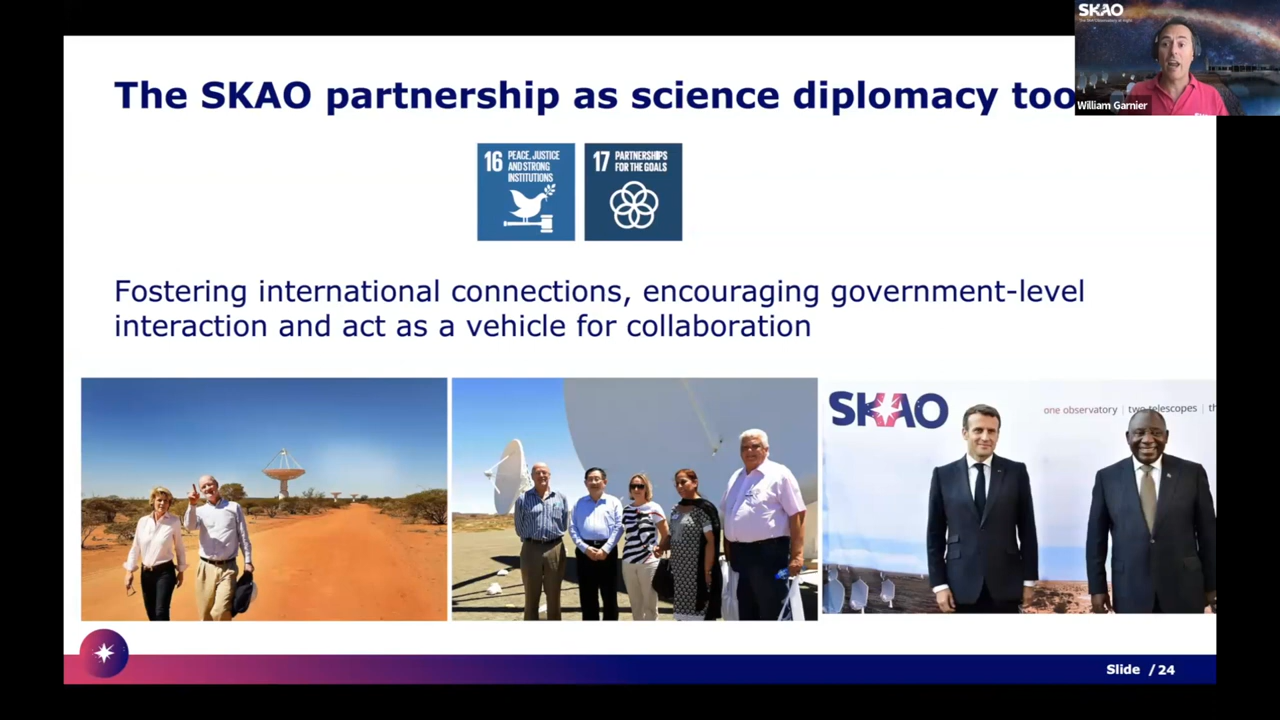 SKAO
William Garnier
The SKAO partnership as science diplomacy too
16 PEACE, JUSTICE
AND STRONG
INSTITUTIONS
17 PARTNERSHIPS
FOR THE GOALS
Fostering international connections, encouraging government-level
interaction and act as a vehicle for collaboration
SKAO
one observatory | two telescopes | th
Slide / 24